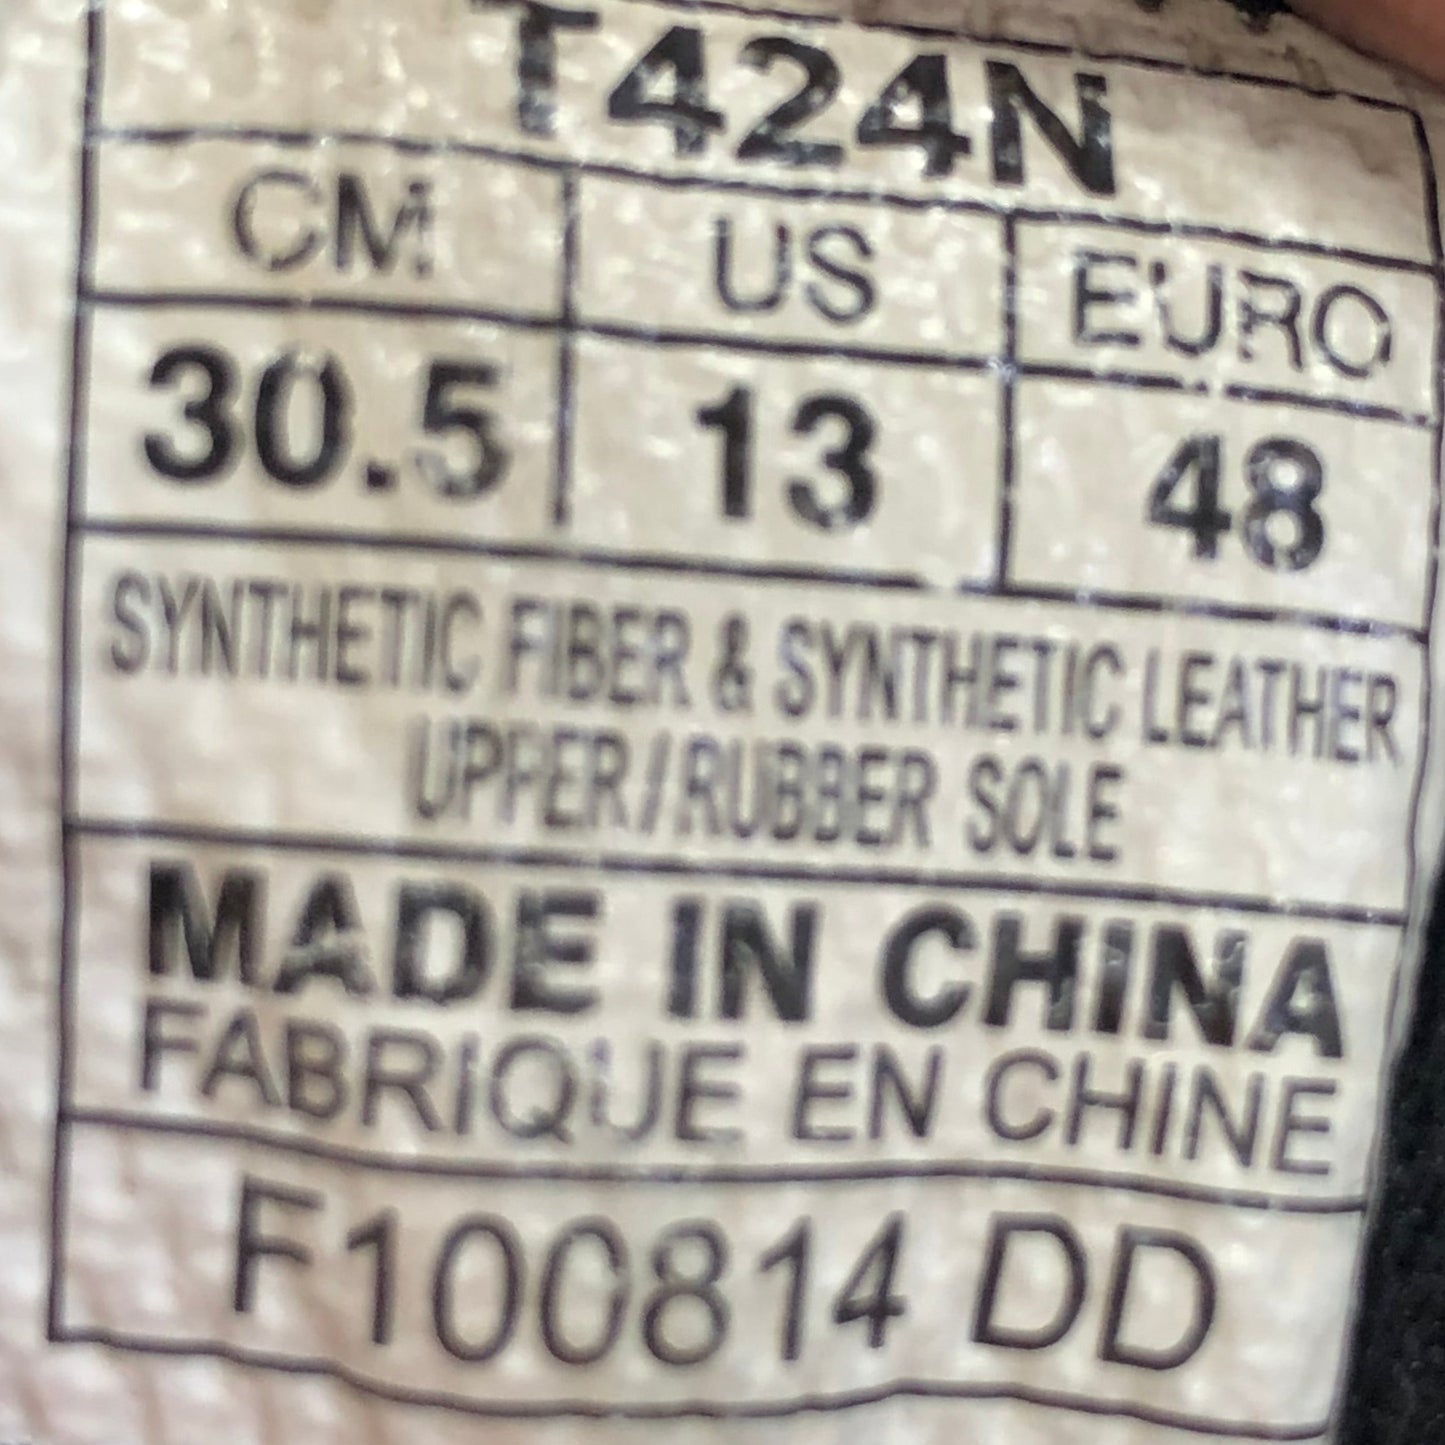 T424N
CM US EURO
30.5 13 48
SYNTHETIC FIBER & SYNTHETIC LEATHER
UPPER/RUBBER SOLE
MADE IN CHINA
FABRIQUE EN CHINE
F100814 DD